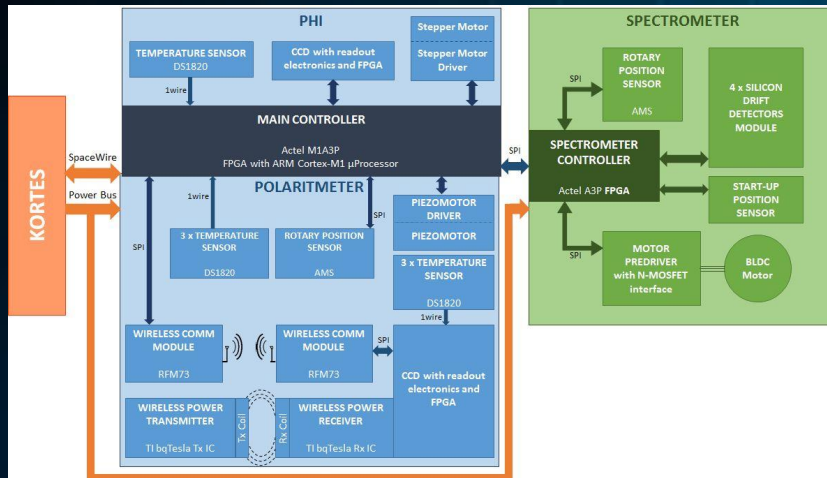 PHI
SPECTROMETER
TEMPERATURE SENSOR
DS1820
CCD with readout
electronics and FPGA
Stepper Motor
Stepper Motor
Driver
1wire
MAIN CONTROLLER
Actel M1A3P
FPGA with ARM Cortex-M1 µProcessor
KORTES
SpaceWire
Power Bus
SPI
SPI
ROTARY
POSITION
SENSOR
AMS
4 x SILICON
DRIFT
DETECTORS
MODULE
SPECTROMETER
CONTROLLER
Actel A3P FPGA
START-UP
POSITION
SENSOR
SPI
MOTOR
PREDRIVER
with N-MOSFET
interface
BLDC
Motor
POLARITMETER
SPI
1wire
SPI
3 x TEMPERATURE
SENSOR
DS1820
ROTARY POSITION
SENSOR
AMS
PIEZOMOTOR
DRIVER
PIEZOMOTOR
3 x TEMPERATURE
SENSOR
DS1820
1wire
WIRELESS COMM
MODULE
RFM73
WIRELESS COMM
MODULE
RFM73
SPI
CCD with readout
electronics and
FPGA
WIRELESS POWER
TRANSMITTER
TI bqTesla Tx IC
Tx Coil
Rx Coil
WIRELESS POWER
RECEIVER
TI bqTesla Rx IC